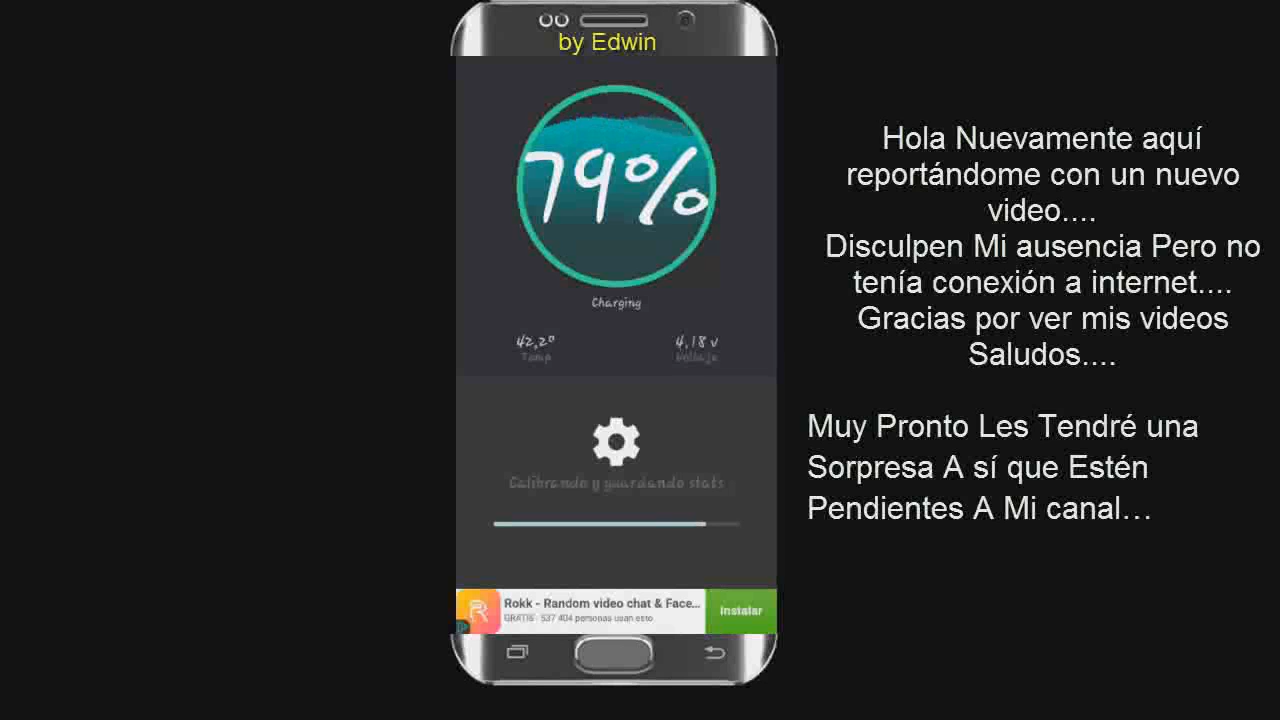 by Edwin
79%
Charging
42,2º
4,18 v
Temp
Voltaje
Calibrando y guardando stats
Rokk - Random video chat & Face...
GRATIS · 537 404 personas usan esto
Instalar
Hola Nuevamente aquí
reportándome con un nuevo
video....
Disculpen Mi ausencia Pero no
tenía conexión a internet....
Gracias por ver mis videos
Saludos....
Muy Pronto Les Tendré una
Sorpresa A sí que Estén
Pendientes A Mi canal…